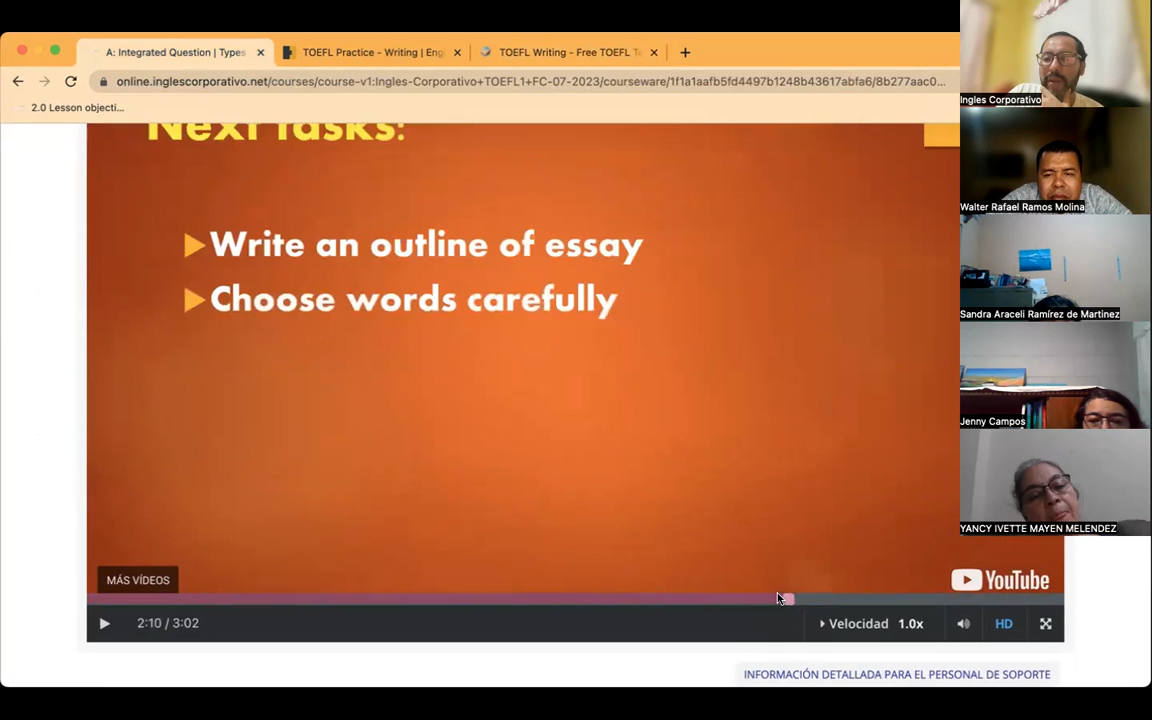 A: Integrated Question | Types
TOEFL Practice - Writing | Eng
TOEFL Writing - Free TOEFL Te
online.inglescorporativo.net/courses/course-v1:Ingles-Corporativo+TOEFL1+FC-07-2023/courseware/1f1a1aafb5fd4497b1248b43617abfa6/8b277aac0...
2.0 Lesson objecti...
Next Tasks:
Write an outline of essay
Choose words carefully
MÁS VÍDEOS
YouTube
2:10 / 3:02
Velocidad 1.0x
HD
INFORMACIÓN DETALLADA PARA EL PERSONAL DE SOPORTE
Ingles Corporativo
Walter Rafael Ramos Molina
Sandra Araceli Ramírez de Martinez
Jenny Campos
YANCY IVETTE MAYEN MELENDEZ